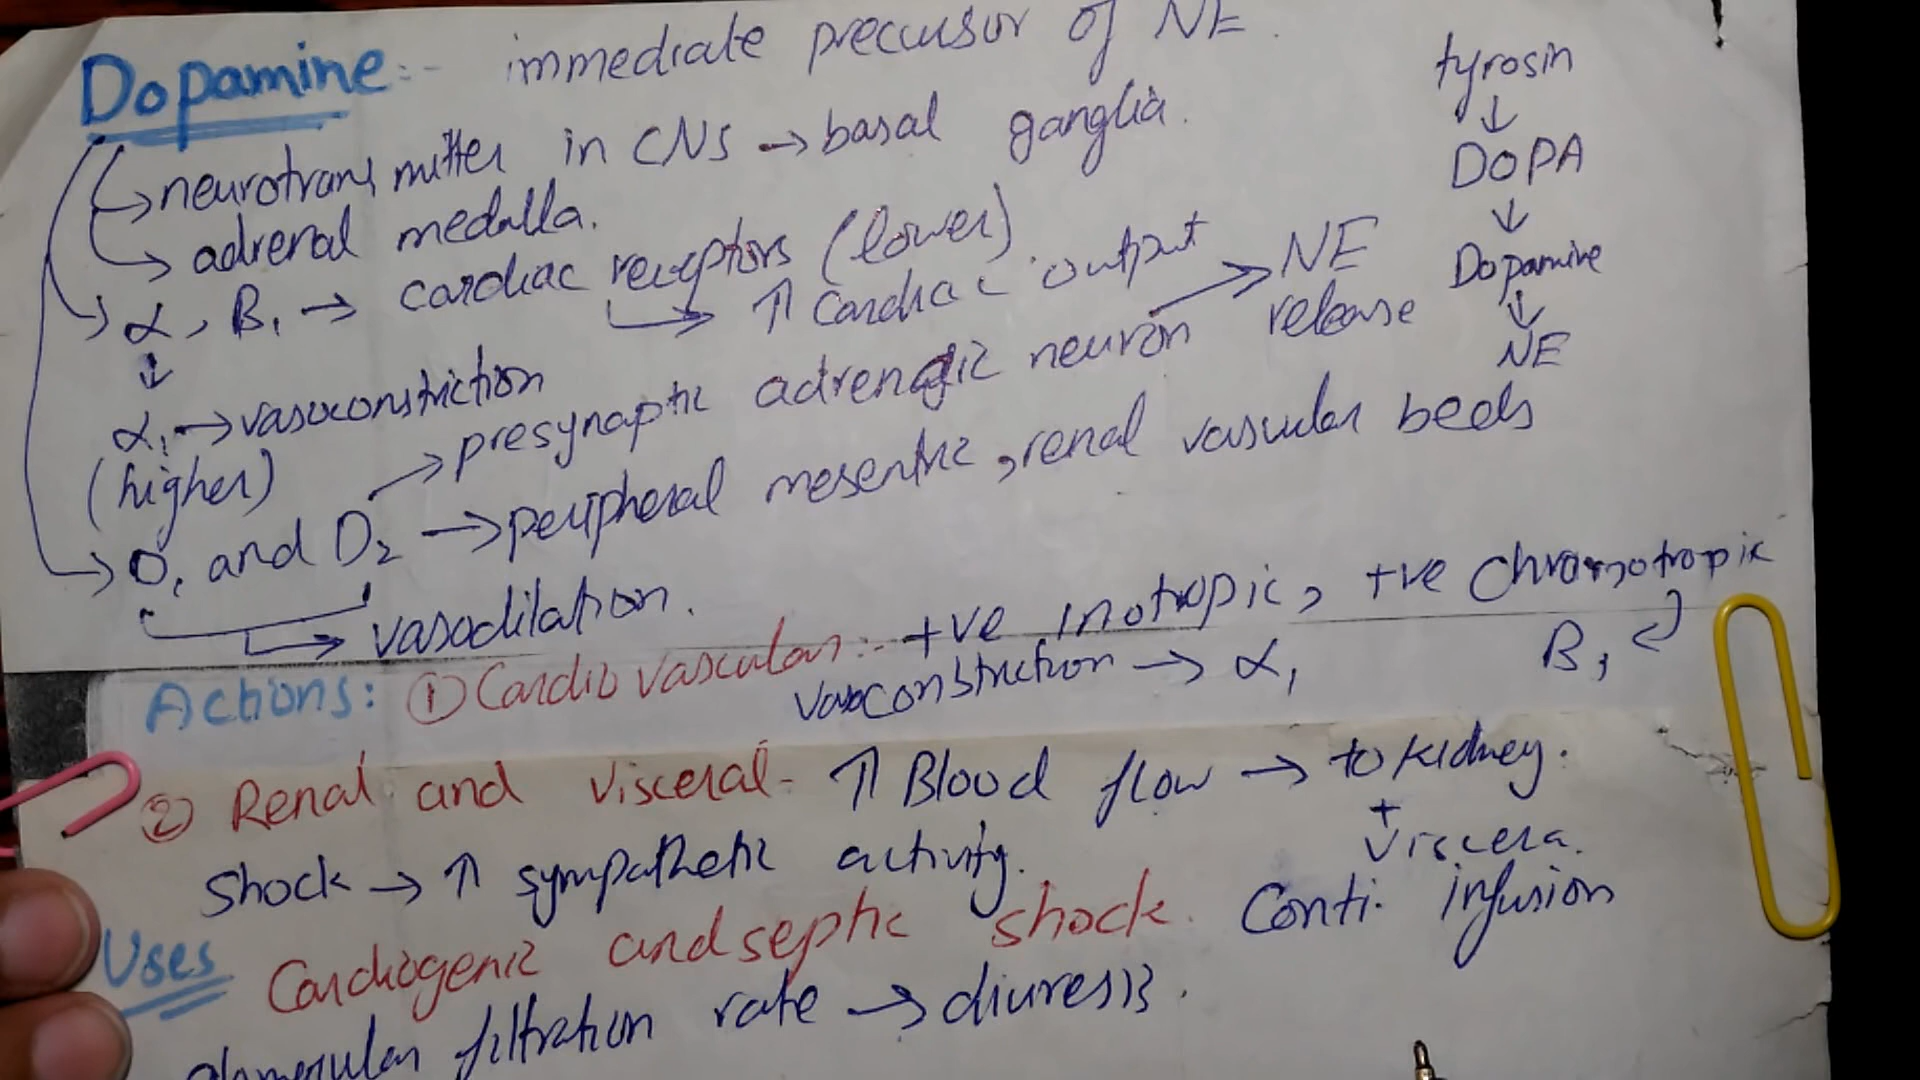 Dopamine:- immediate precursor of NE.
neurotransmitter in CNS → basal ganglia.
adrenal medulla.
α, B₁ → cardiac receptors (lower)
↑ Cardiac output
↓
α₁ → vasoconstriction
(higher)
→ presynaptic adrenergic neuron → NE release
D₁ and D₂ → peripheral mesentric, renal vascular beds
→ vasodilation.
tyrosin
↓
DOPA
↓
Dopamine
↓
NE
Actions: ① Cardiovascular:- +ve inotropic, +ve Chronotropic
vasoconstriction → α₁ B₁
② Renal and visceral- ↑ Blood flow → to kidney.
+
viscera.
Shock → ↑ sympathetic activity.
Uses Cardiogenic and septic shock. Conti. infusion
glomerular filtration rate → diuresis.